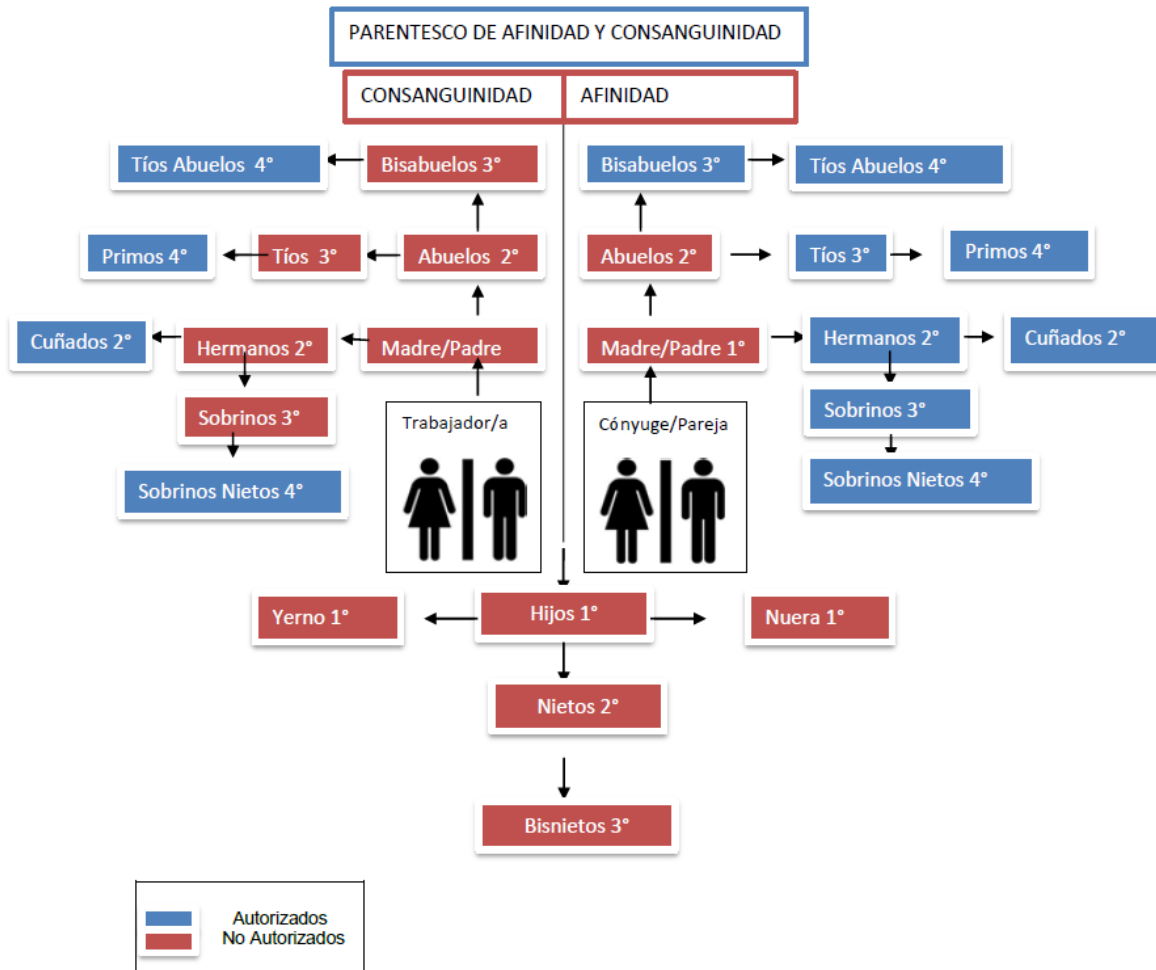 PARENTESCO DE AFINIDAD Y CONSANGUINIDAD
CONSANGUINIDAD
AFINIDAD
Tíos Abuelos 4°
Bisabuelos 3°
Bisabuelos 3°
Tíos Abuelos 4°
Primos 4°
Tíos 3°
Abuelos 2°
Abuelos 2°
Tíos 3°
Primos 4°
Cuñados 2°
Hermanos 2°
Madre/Padre
Madre/Padre 1°
Hermanos 2°
Cuñados 2°
Sobrinos 3°
Trabajador/a
Cónyuge/Pareja
Sobrinos 3°
Sobrinos Nietos 4°
Sobrinos Nietos 4°
Yerno 1°
Hijos 1°
Nuera 1°
Nietos 2°
Bisnietos 3°
Autorizados
No Autorizados